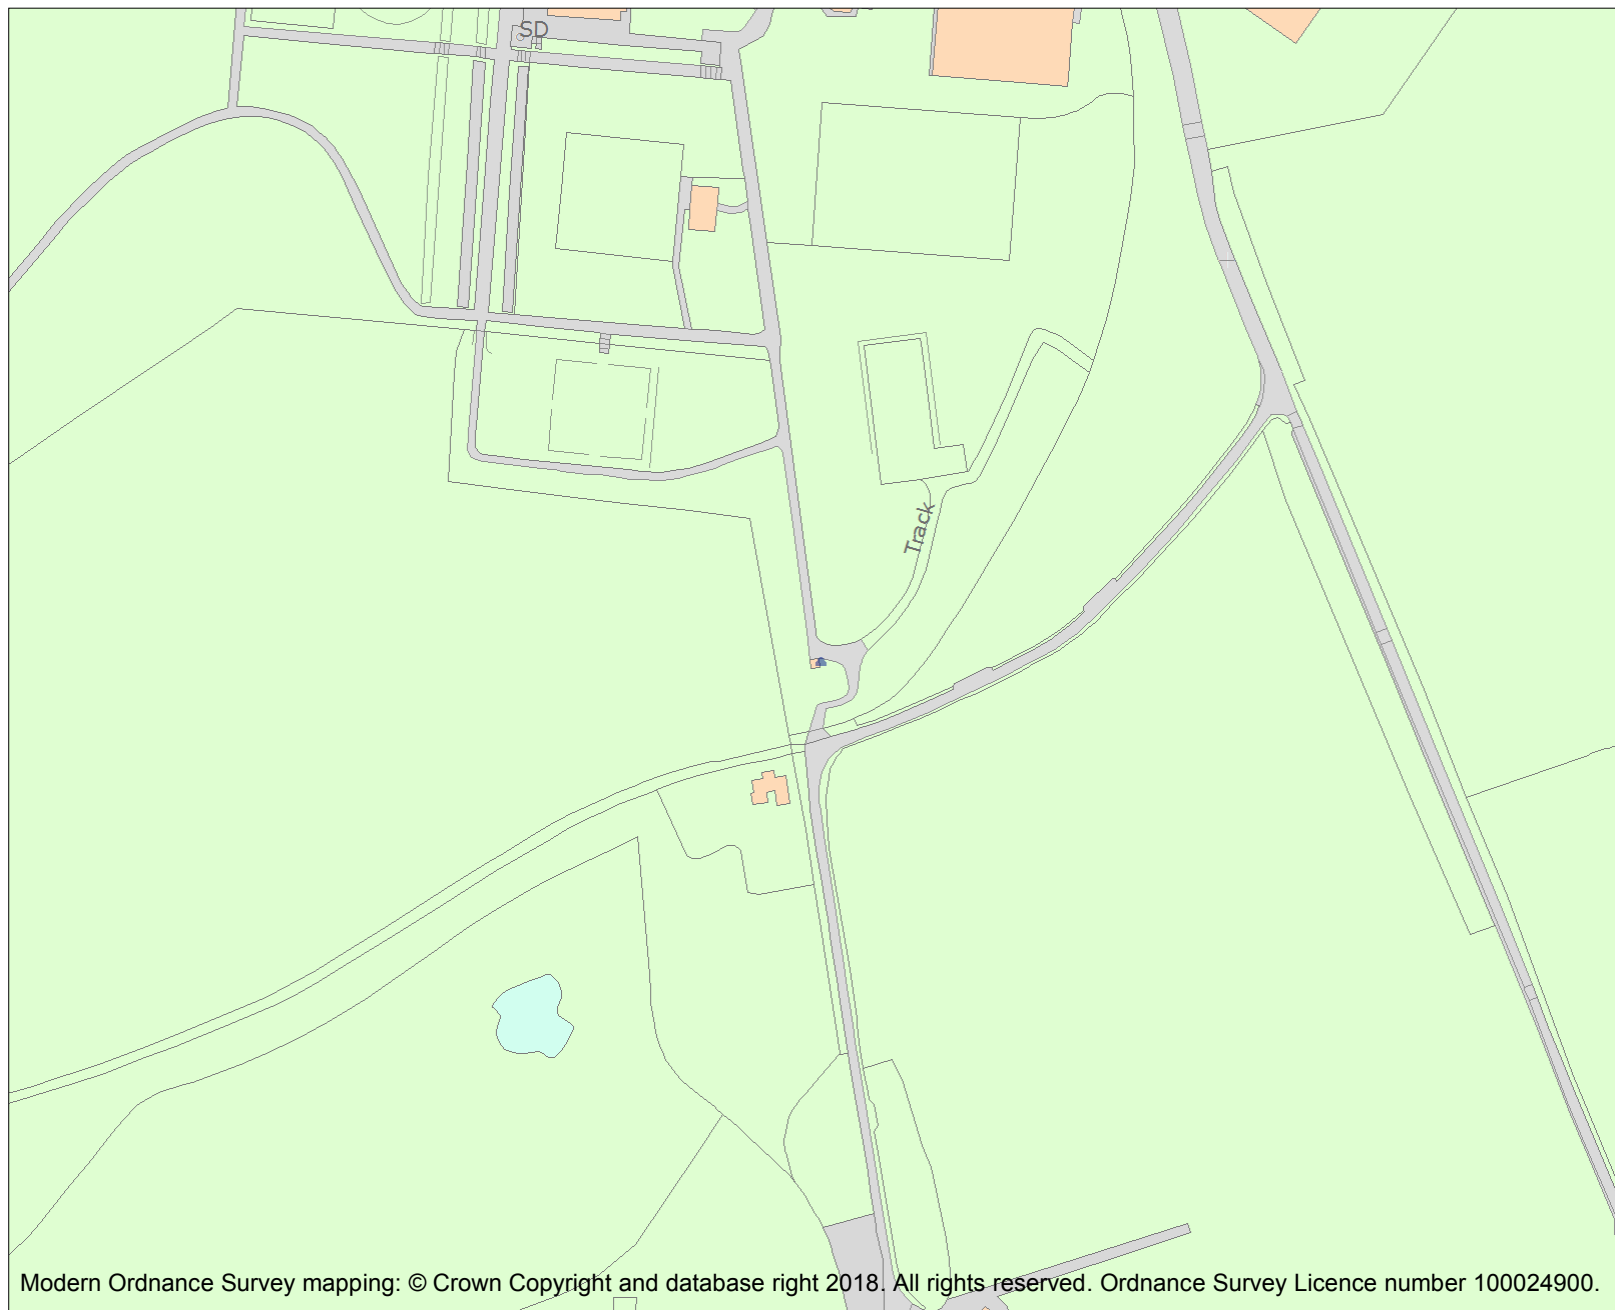 SD
Track
Modern Ordnance Survey mapping: © Crown Copyright and database right 2018. All rights reserved. Ordnance Survey Licence number 100024900.